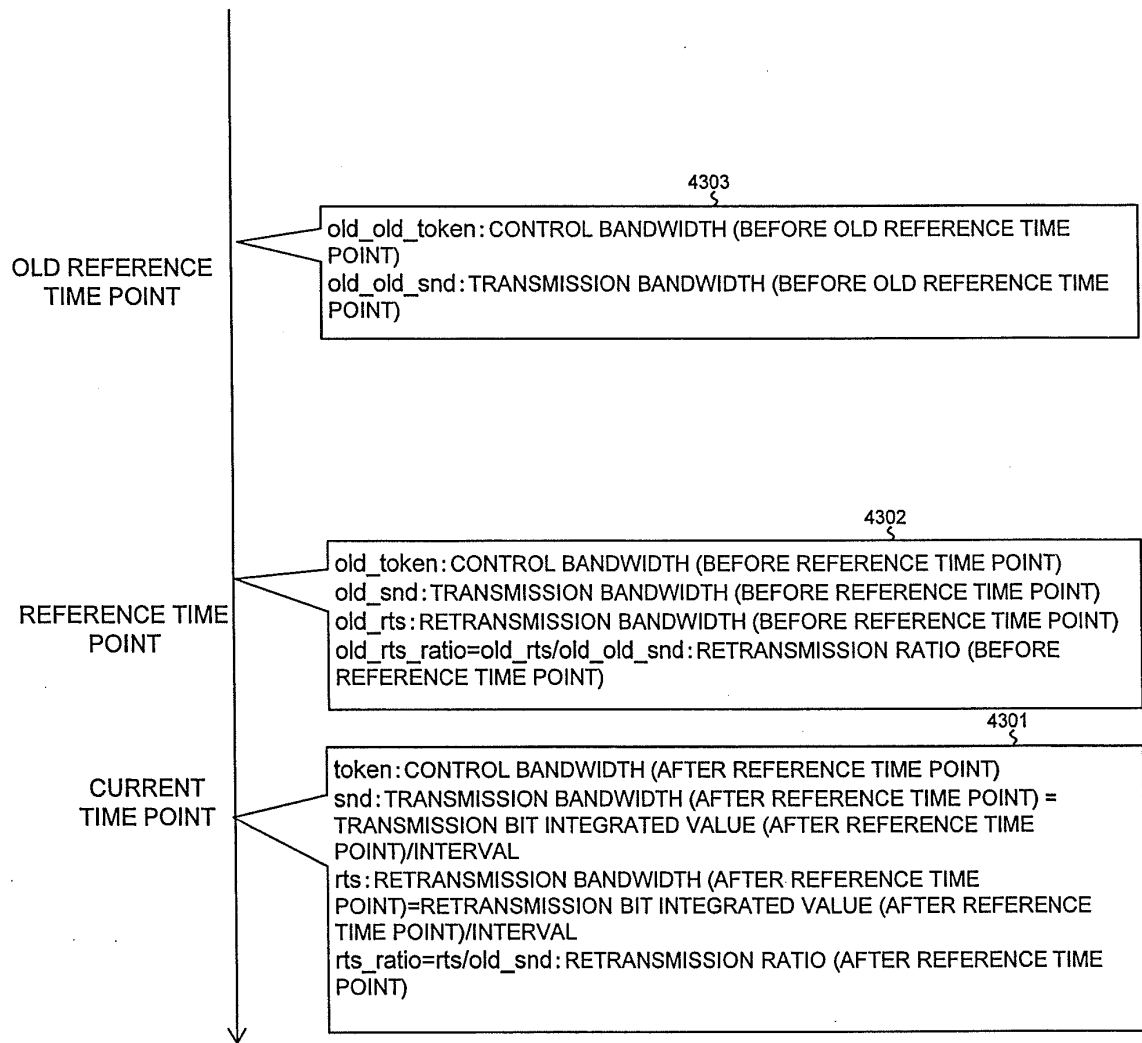 4303
old_old_token:CONTROL BANDWIDTH (BEFORE OLD REFERENCE TIME
POINT)
old_old_snd:TRANSMISSION BANDWIDTH (BEFORE OLD REFERENCE TIME
POINT)
OLD REFERENCE
TIME POINT
4302
old_token:CONTROL BANDWIDTH (BEFORE REFERENCE TIME POINT)
old_snd:TRANSMISSION BANDWIDTH (BEFORE REFERENCE TIME POINT)
old_rts:RETRANSMISSION BANDWIDTH (BEFORE REFERENCE TIME POINT)
old_rts_ratio=old_rts/old_old_snd:RETRANSMISSION RATIO (BEFORE
REFERENCE TIME POINT)
REFERENCE TIME
POINT
4301
token:CONTROL BANDWIDTH (AFTER REFERENCE TIME POINT)
snd:TRANSMISSION BANDWIDTH (AFTER REFERENCE TIME POINT) =
TRANSMISSION BIT INTEGRATED VALUE (AFTER REFERENCE TIME
POINT)/INTERVAL
rts:RETRANSMISSION BANDWIDTH (AFTER REFERENCE TIME
POINT)=RETRANSMISSION BIT INTEGRATED VALUE (AFTER REFERENCE
TIME POINT)/INTERVAL
rts_ratio=rts/old_snd:RETRANSMISSION RATIO (AFTER REFERENCE TIME
POINT)
CURRENT
TIME POINT